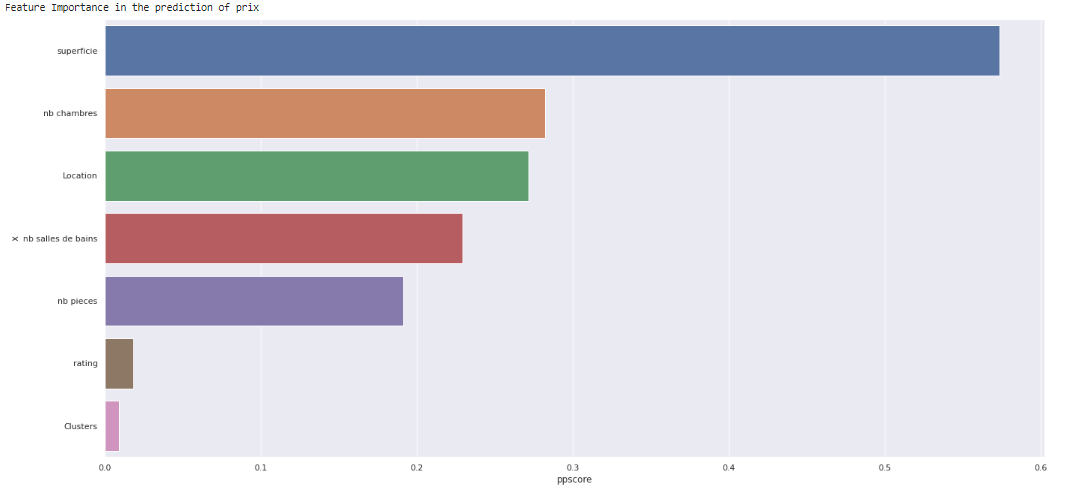 Feature Importance in the prediction of prix
superficie
nb chambres
Location
x
nb salles de bains
nb pieces
rating
Clusters
0.0 0.1 0.2 0.3 0.4 0.5 0.6
ppscore